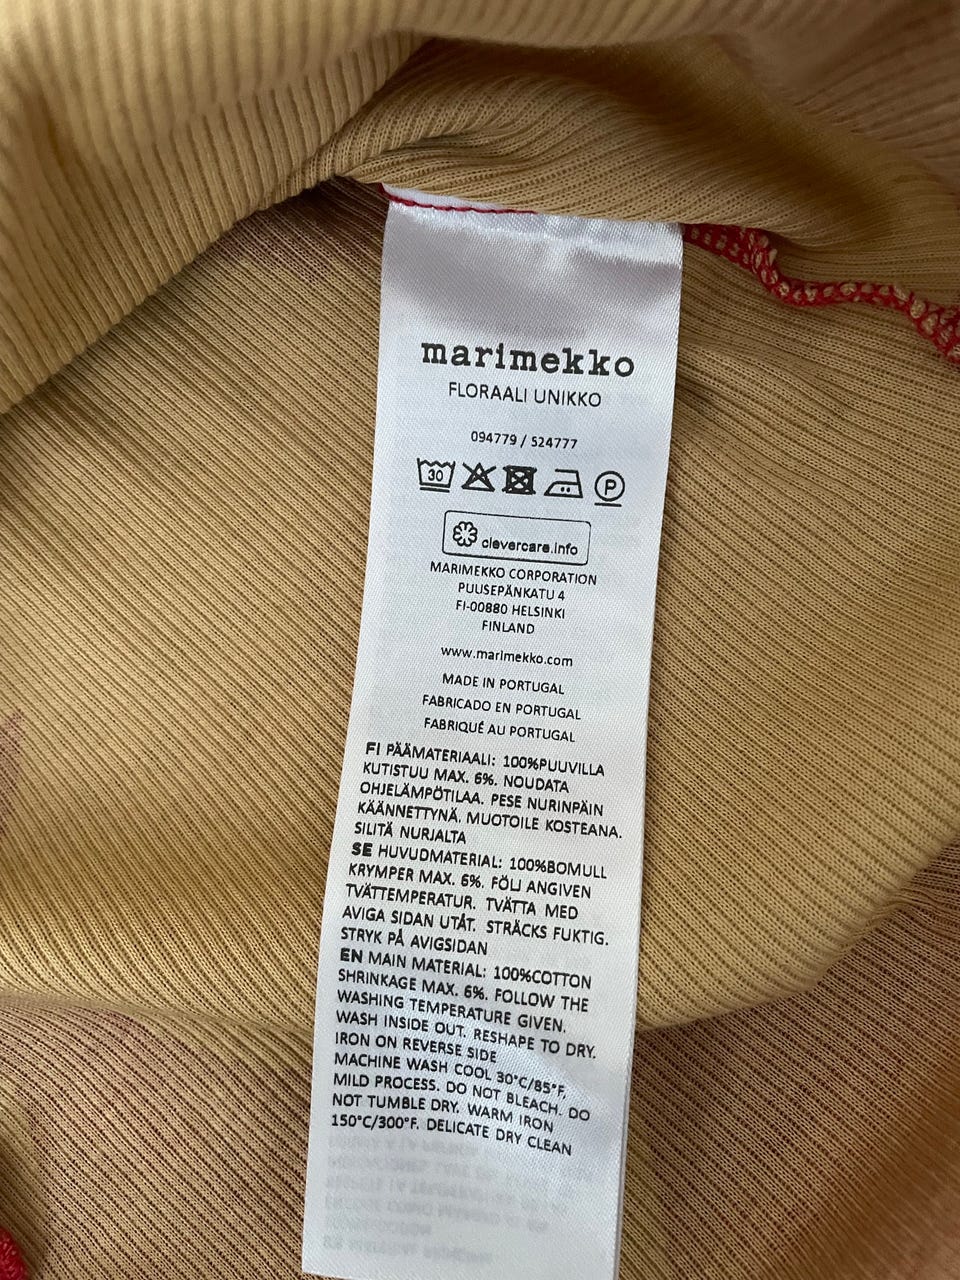 marimekko
FLORAALI UNIKKO
094779 / 524777
30 P
clevercare.info
MARIMEKKO CORPORATION
PUUSEPÄNKATU 4
FI-00880 HELSINKI
FINLAND
www.marimekko.com
MADE IN PORTUGAL
FABRICADO EN PORTUGAL
FABRIQUÉ AU PORTUGAL
FI PÄÄMATERIAALI: 100%PUUVILLA
KUTISTUU MAX. 6%. NOUDATA
OHJELÄMPÖTILAA. PESE NURINPÄIN
KÄÄNNETTYNÄ. MUOTOILE KOSTEANA.
SILITÄ NURJALTA
SE HUVUDMATERIAL: 100%BOMULL
KRYMPER MAX. 6%. FÖLJ ANGIVEN
TVÄTTEMPERATUR. TVÄTTA MED
AVIGA SIDAN UTÅT. STRÄCKS FUKTIG.
STRYK PÅ AVIGSIDAN
EN MAIN MATERIAL: 100%COTTON
SHRINKAGE MAX. 6%. FOLLOW THE
WASHING TEMPERATURE GIVEN.
WASH INSIDE OUT. RESHAPE TO DRY.
IRON ON REVERSE SIDE
MACHINE WASH COOL 30°C/85°F,
MILD PROCESS. DO NOT BLEACH. DO
NOT TUMBLE DRY. WARM IRON
150°C/300°F. DELICATE DRY CLEAN